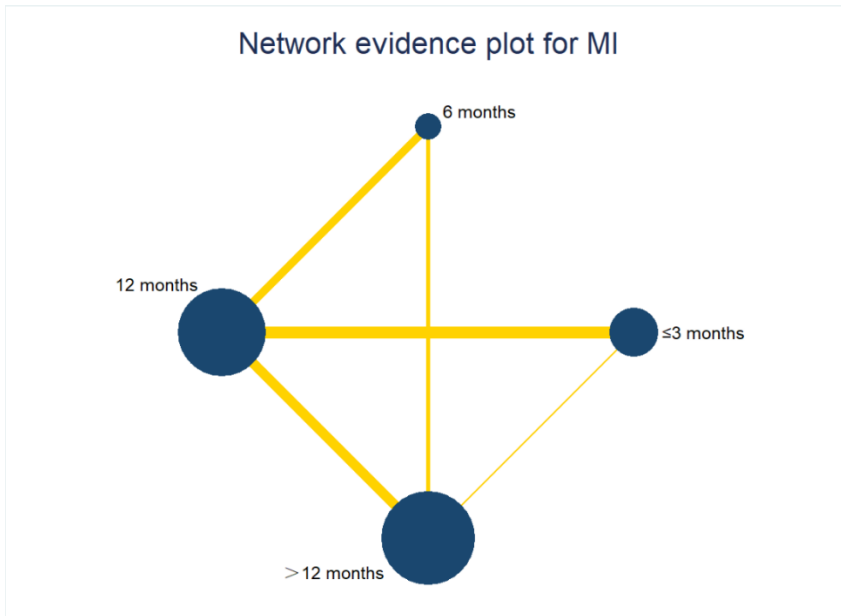 Network evidence plot for MI
6 months
12 months
≤3 months
＞12 months